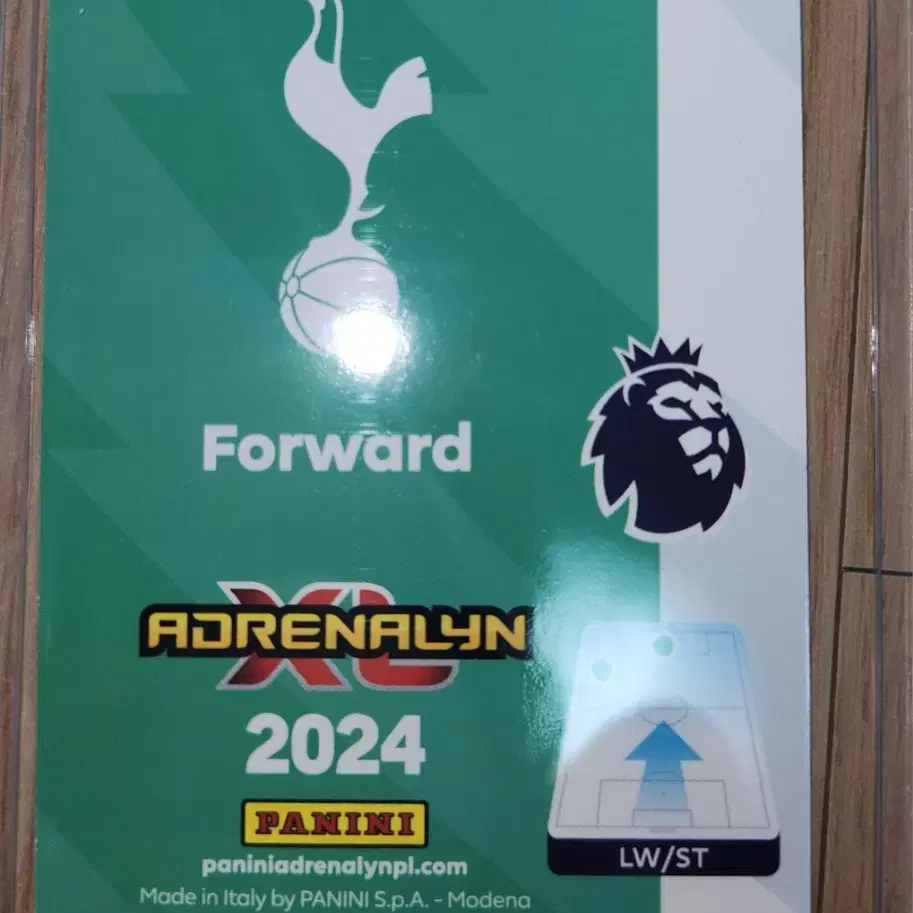 Forward
ADRENALYN
XL
2024
PANINI
paniniadrenalynpl.com
Made in Italy by PANINI S.p.A. - Modena
LW/ST